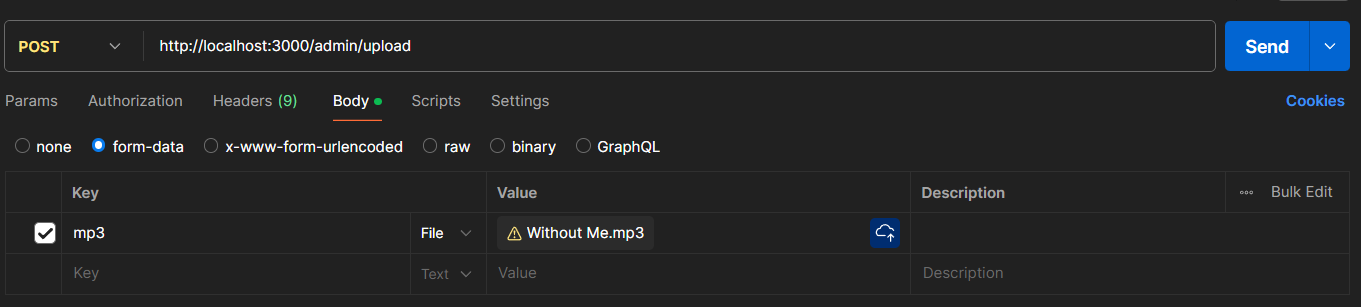 POST http://localhost:3000/admin/upload Send
Params Authorization Headers (9) Body Scripts Settings Cookies
none form-data x-www-form-urlencoded raw binary GraphQL
Key Value Description Bulk Edit
mp3 File Without Me.mp3
Key Text Value Description